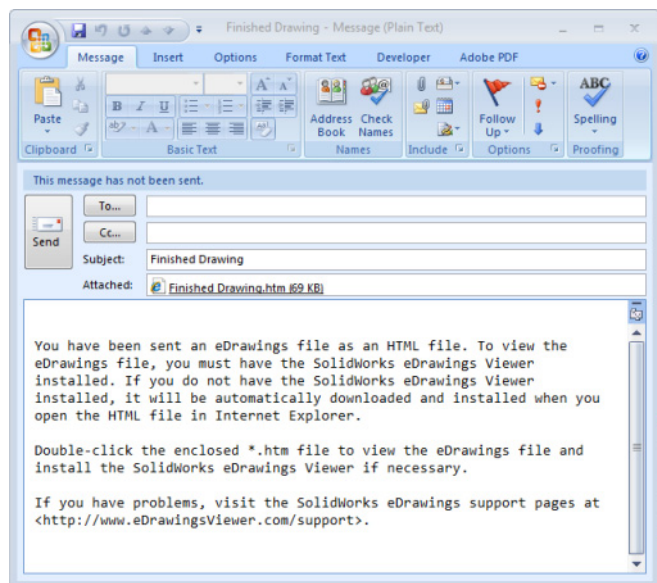 Finished Drawing - Message (Plain Text)
Message Insert Options Format Text Developer Adobe PDF
Paste
B I U
A A
ab A
Address Book
Check Names
Follow Up
ABC
Spelling
Clipboard Basic Text Names Include Options Proofing
This message has not been sent.
Send
To...
Cc...
Subject: Finished Drawing
Attached: Finished Drawing.htm (69 KB)
You have been sent an eDrawings file as an HTML file. To view the
eDrawings file, you must have the SolidWorks eDrawings Viewer
installed. If you do not have the SolidWorks eDrawings Viewer
installed, it will be automatically downloaded and installed when you
open the HTML file in Internet Explorer.
Double-click the enclosed *.htm file to view the eDrawings file and
install the SolidWorks eDrawings Viewer if necessary.
If you have problems, visit the SolidWorks eDrawings support pages at
<http://www.eDrawingsViewer.com/support>.